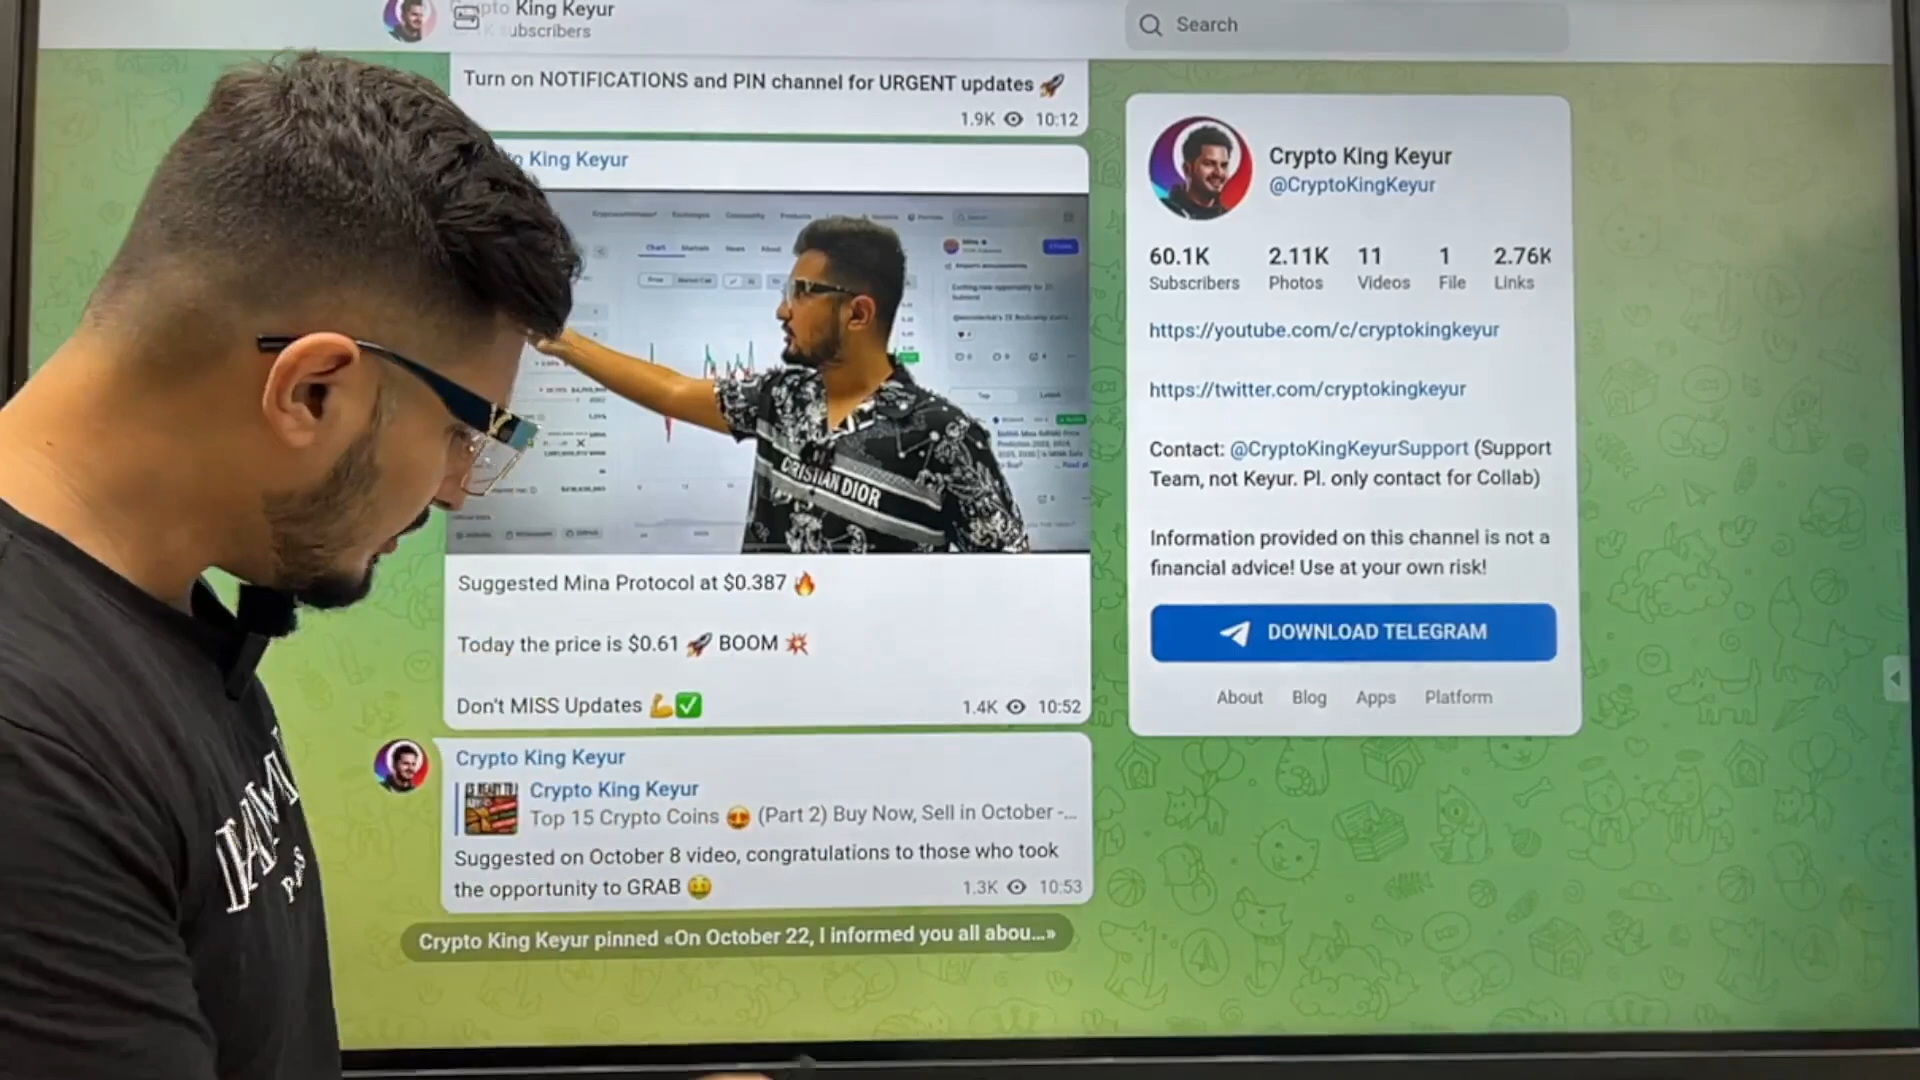 King Keyur
ubscribers
Search
Turn on NOTIFICATIONS and PIN channel for URGENT updates 🚀
1.9K 10:12
King Keyur
Chart Markets News About
CRISTIAN DIOR
Suggested Mina Protocol at $0.387 🔥
Today the price is $0.61 🚀 BOOM 💥
Don't MISS Updates 💪✅
1.4K 10:52
Crypto King Keyur
Crypto King Keyur
Top 15 Crypto Coins 😍 (Part 2) Buy Now, Sell in October -...
Suggested on October 8 video, congratulations to those who took
the opportunity to GRAB 🤑
1.3K 10:53
Crypto King Keyur pinned «On October 22, I informed you all abou...»
Crypto King Keyur
@CryptoKingKeyur
60.1K 2.11K 11 1 2.76K
Subscribers Photos Videos File Links
https://youtube.com/c/cryptokingkeyur
https://twitter.com/cryptokingkeyur
Contact: @CryptoKingKeyurSupport (Support
Team, not Keyur. Pl. only contact for Collab)
Information provided on this channel is not a
financial advice! Use at your own risk!
DOWNLOAD TELEGRAM
About Blog Apps Platform